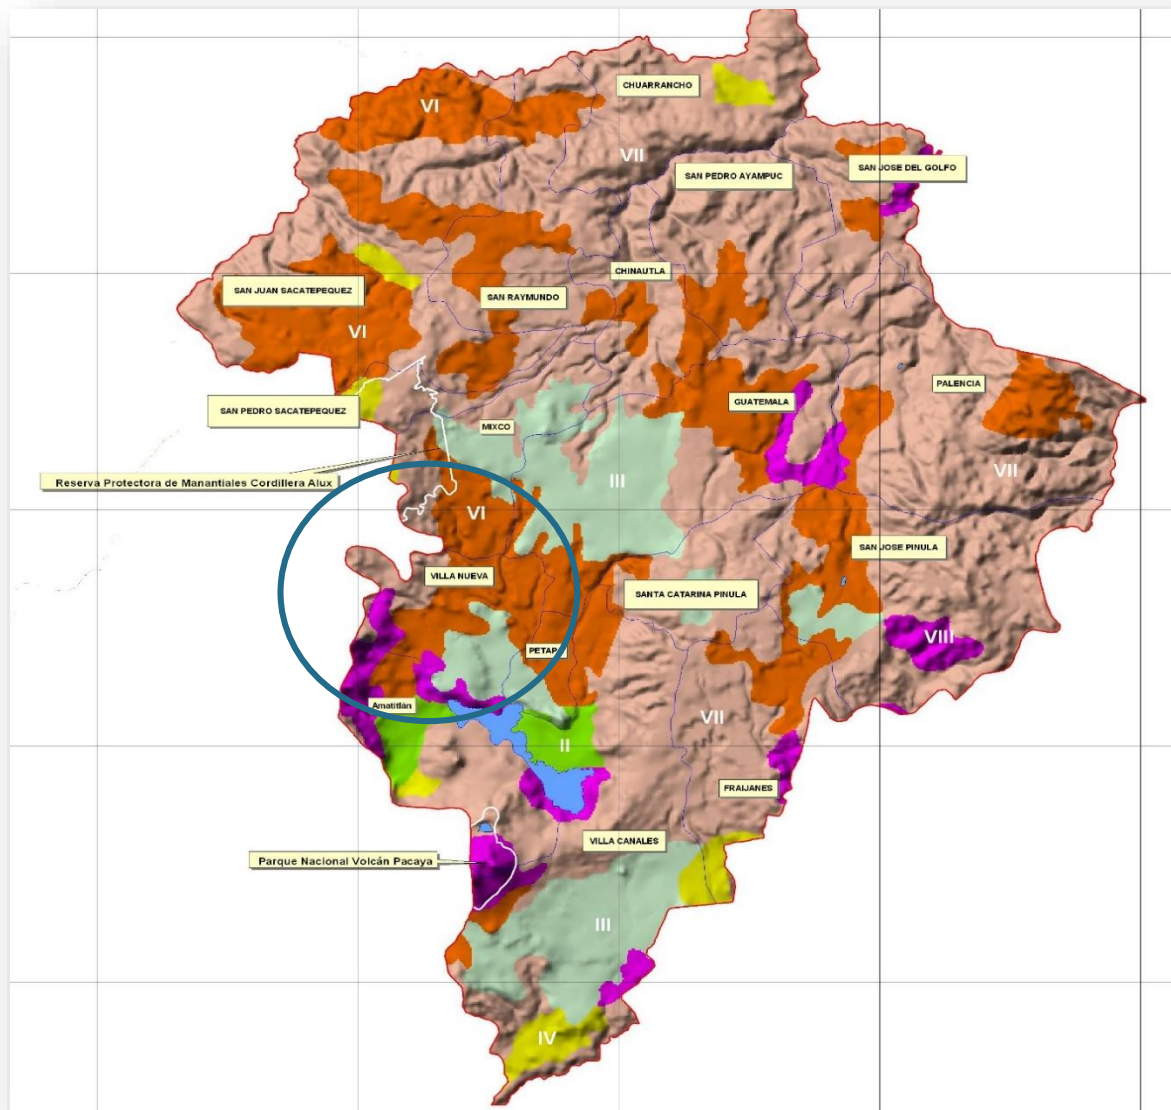 CHUARRANCHO
VI
VII
SAN PEDRO AYAMPUC
SAN JOSE DEL GOLFO
CHINAUTLA
SAN JUAN SACATEPEQUEZ
SAN RAYMUNDO
VI
PALENCIA
SAN PEDRO SACATEPEQUEZ
GUATEMALA
MIXCO
VII
Reserva Protectora de Manantiales Cordillera Alux
III
VI
SAN JOSE PINULA
VILLA NUEVA
SANTA CATARINA PINULA
VIII
PETAPA
Amatitlán
VII
II
FRAIJANES
VILLA CANALES
Parque Nacional Volcán Pacaya
III
IV